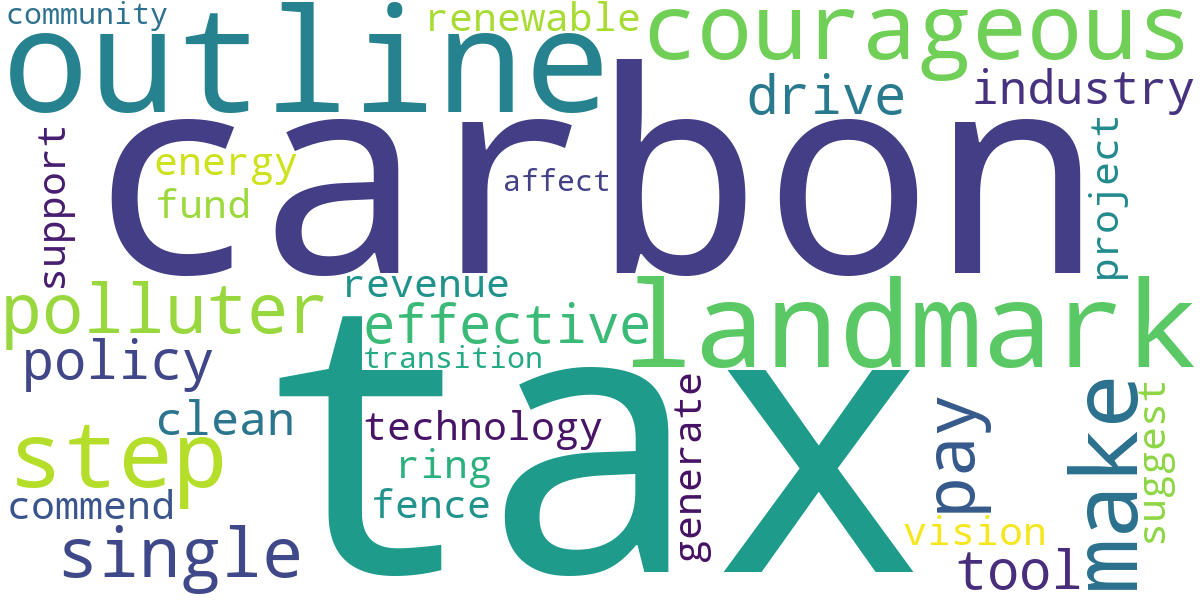 community
renewable
courageous
outline
drive
industry
carbon
support
energy
affect
project
fund
revenue
polluter
effective
landmark
policy
transition
tax
generate
make
suggest
clean
pay
technology
step
ring
commend
fence
vision
single
tool